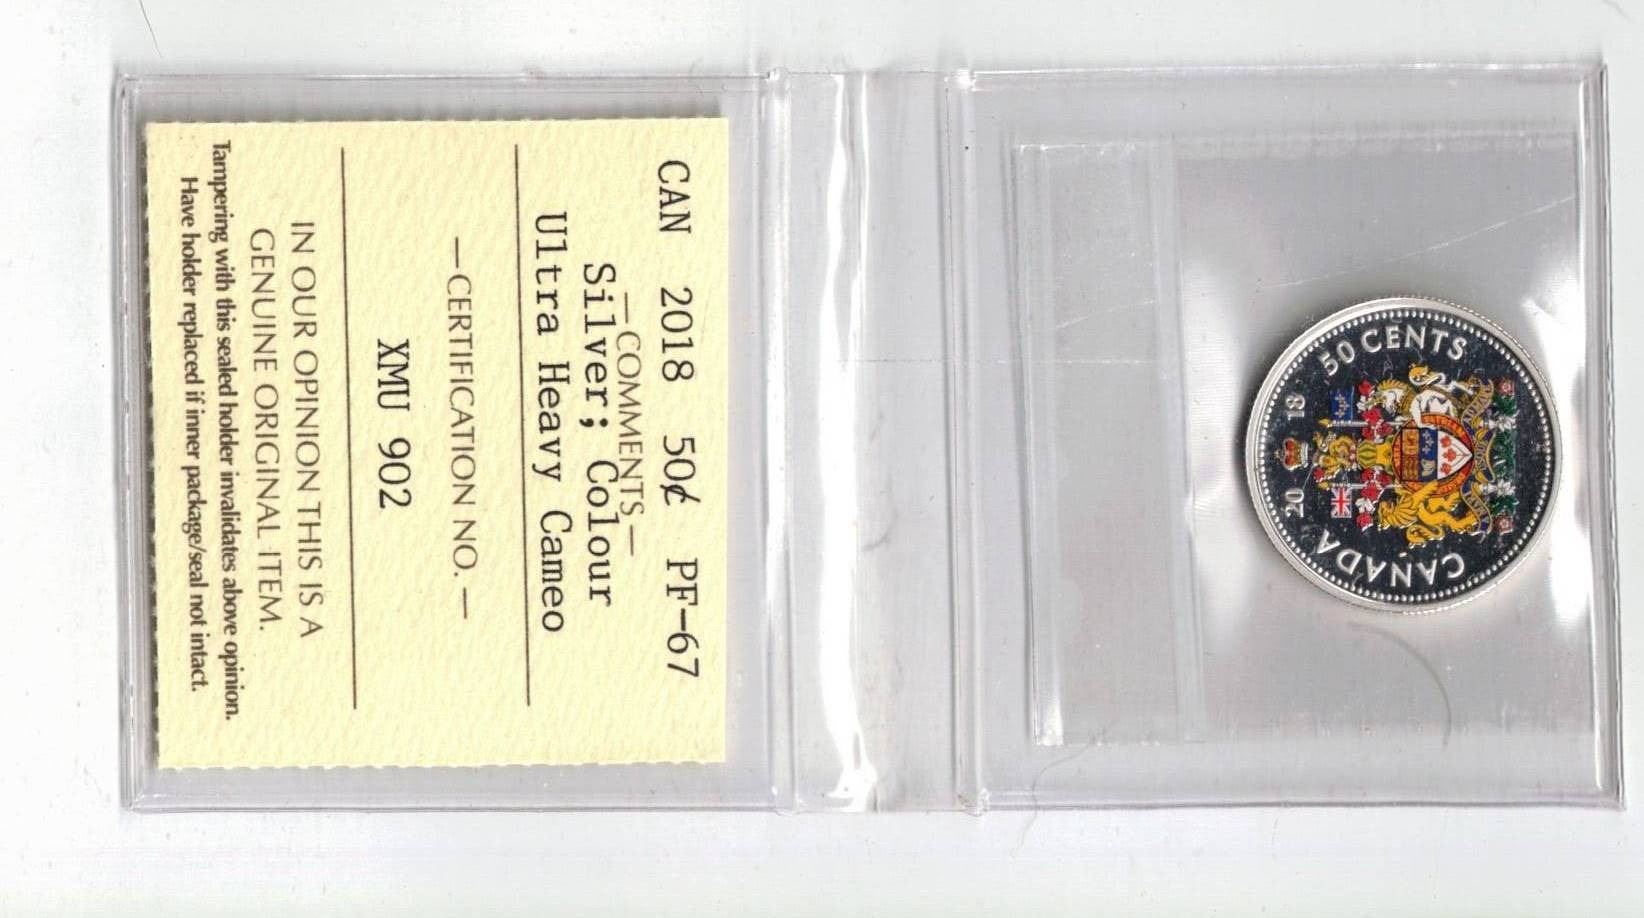 CAN 2018 50¢ PF-67
—COMMENTS—
Silver; Colour
Ultra Heavy Cameo
—CERTIFICATION NO.—
XMU 902
IN OUR OPINION THIS IS A
GENUINE ORIGINAL ITEM.
Tampering with this sealed holder invalidates above opinion.
Have holder replaced if inner package/seal not intact.
50 CENTS
20 18
CANADA